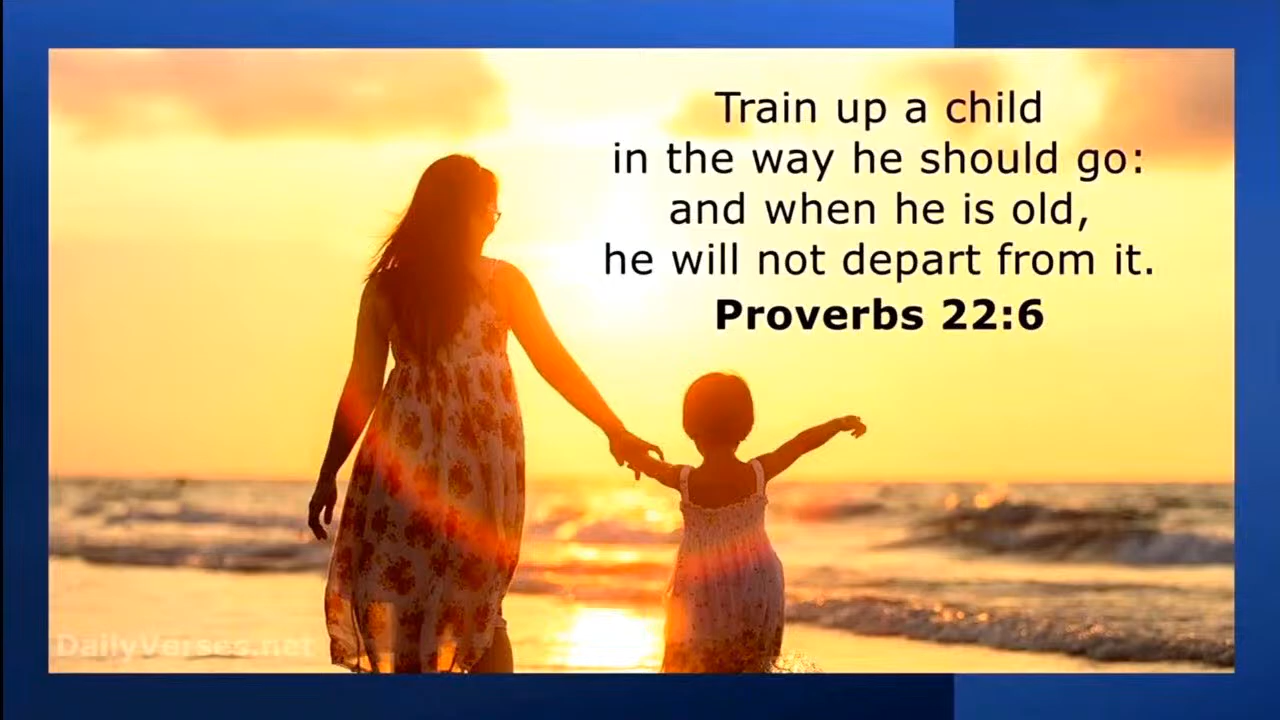 Train up a child
in the way he should go:
and when he is old,
he will not depart from it.
Proverbs 22:6
DailyVerses.net